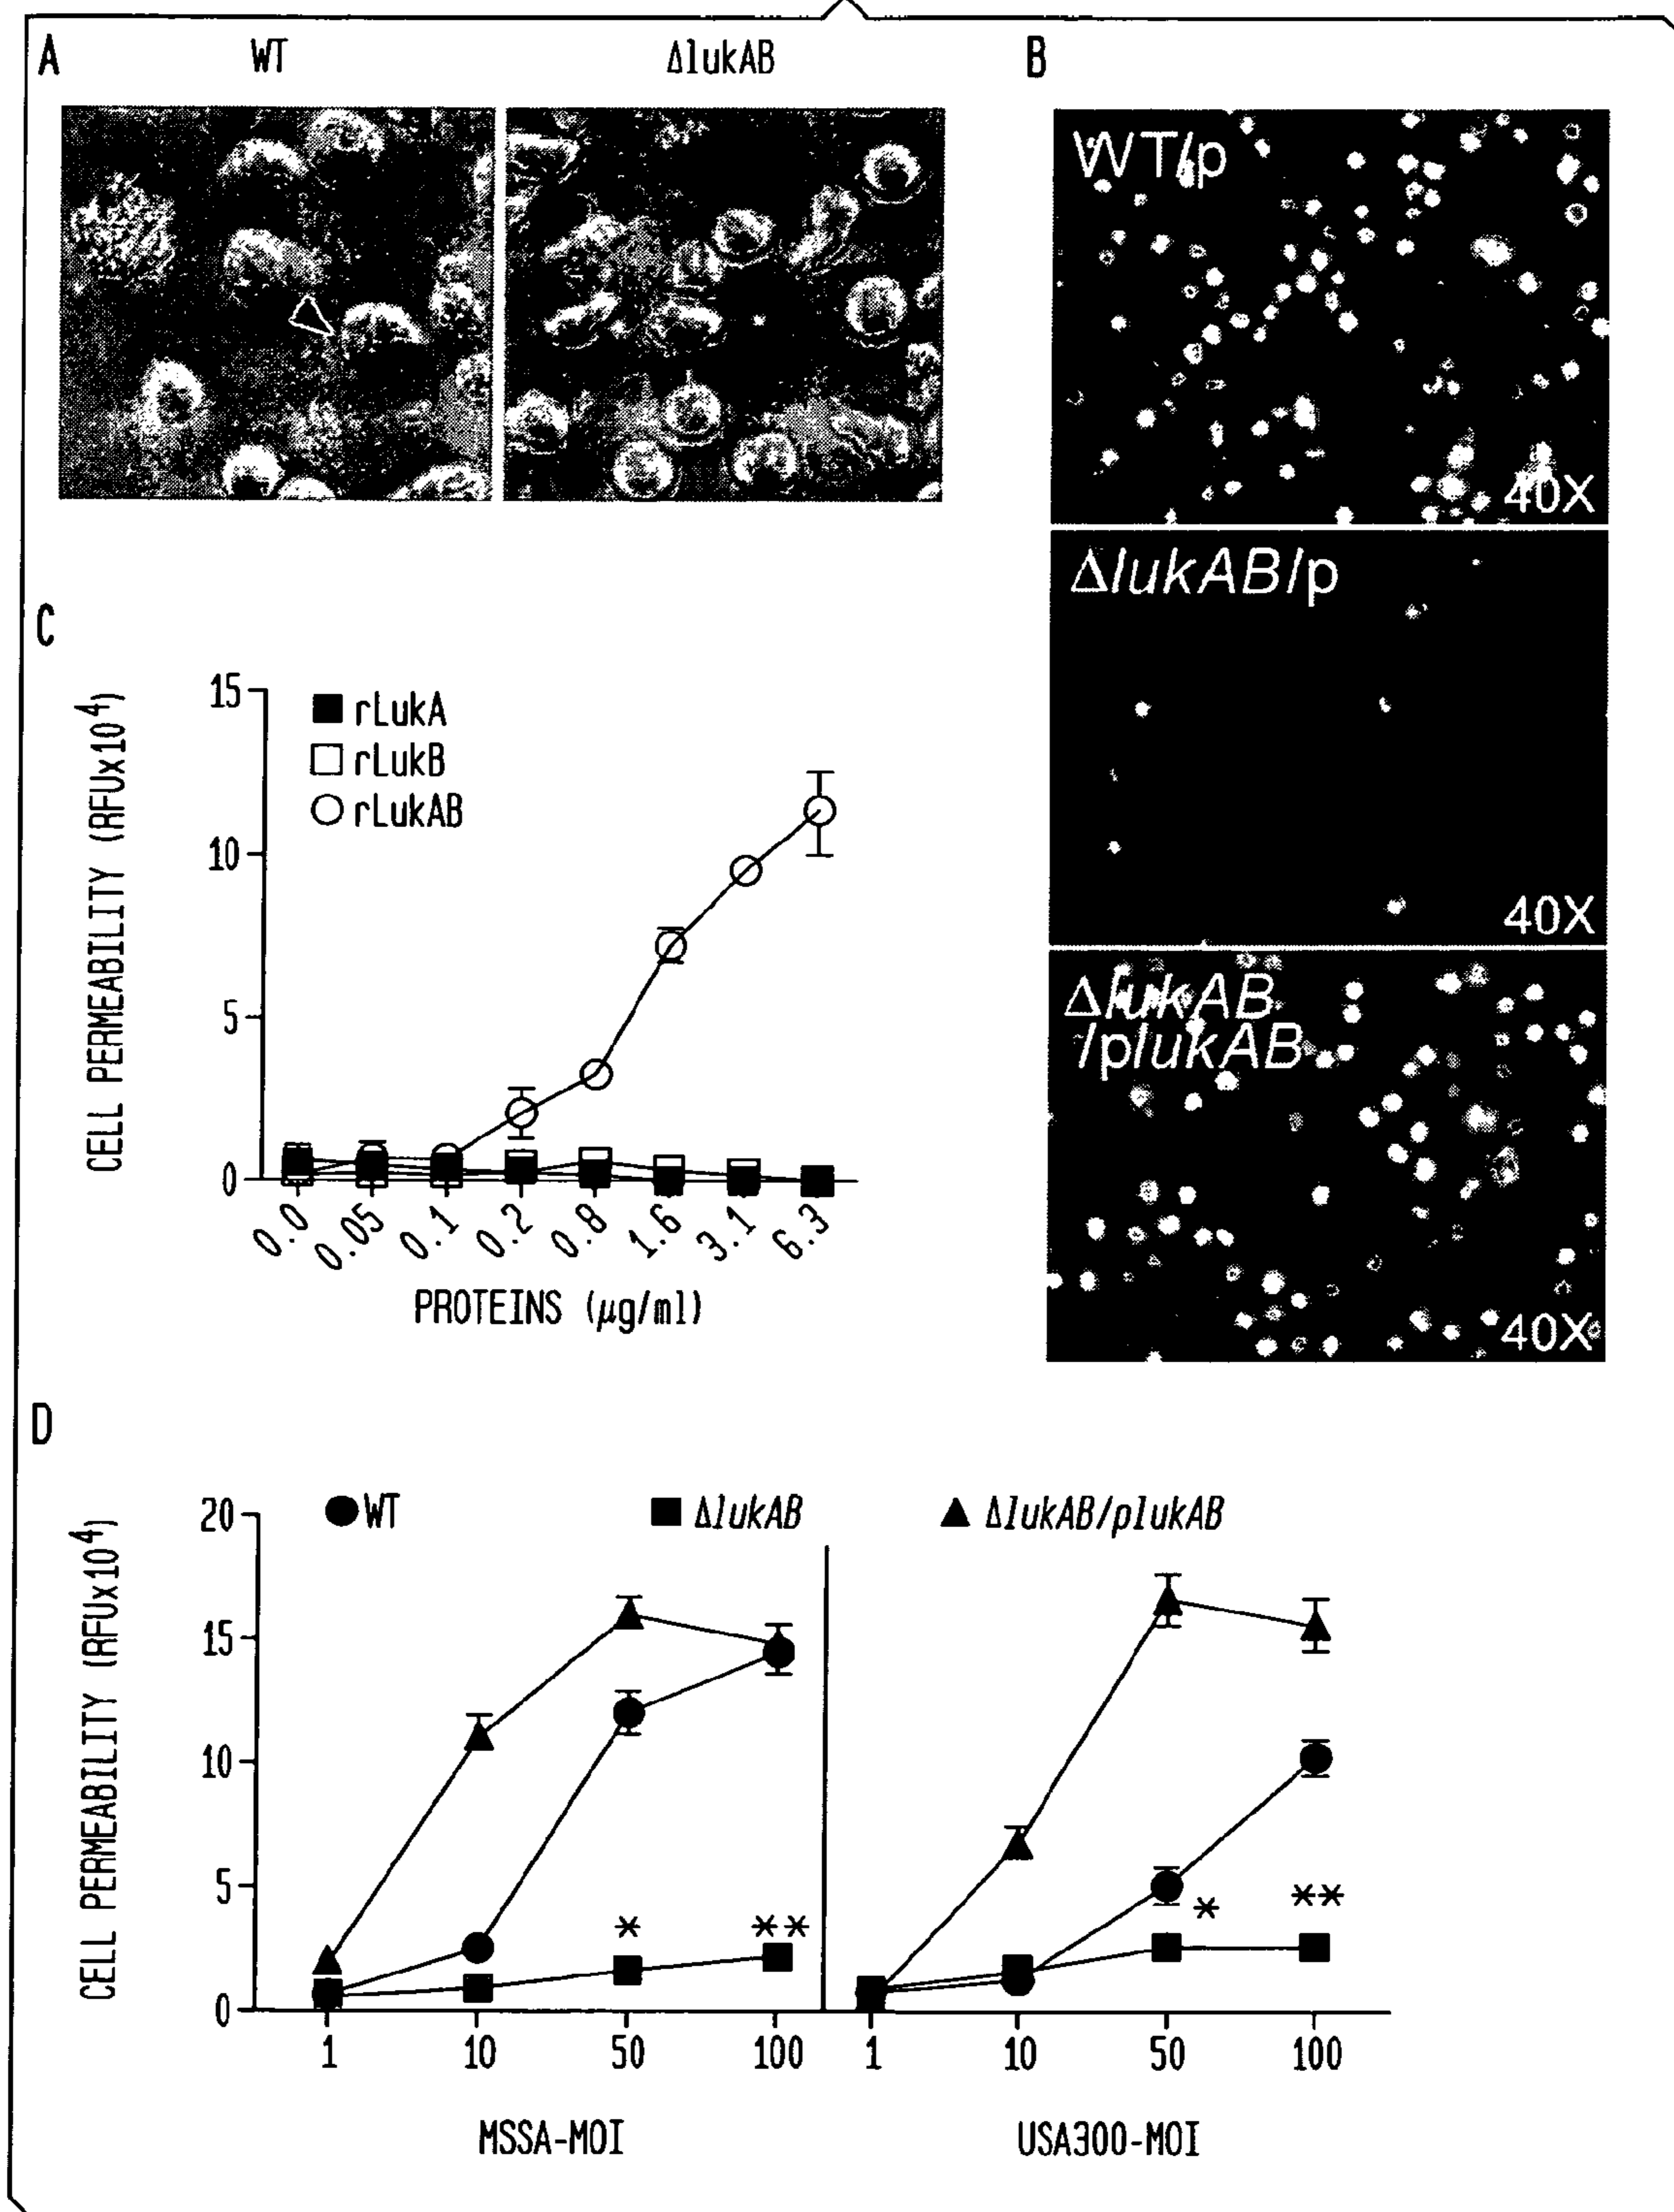 A
WT
ΔlukAB
B
WT/p
40X
ΔlukAB/p
40X
ΔlukAB
/plukAB
40X
C
CELL PERMEABILITY (RFUx10⁴)
15
10
5
0
rLukA
rLukB
rLukAB
0.0 0.05 0.1 0.2 0.8 1.6 3.1 6.3
PROTEINS (μg/ml)
D
CELL PERMEABILITY (RFUx10⁴)
20
15
10
5
0
WT ΔlukAB ΔlukAB/plukAB
* ** * **
1 10 50 100 1 10 50 100
MSSA-MOI USA300-MOI